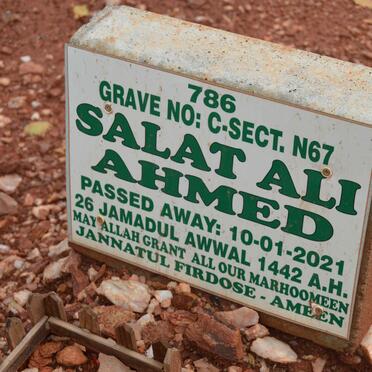 786
GRAVE NO: C-SECT. N67
SALAT ALI
AHMED
PASSED AWAY: 10-01-2021
26 JAMADUL AWWAL 1442 A.H.
MAY ALLAH GRANT ALL OUR MARHOOMEEN
JANNATUL FIRDOSE - AMEEN